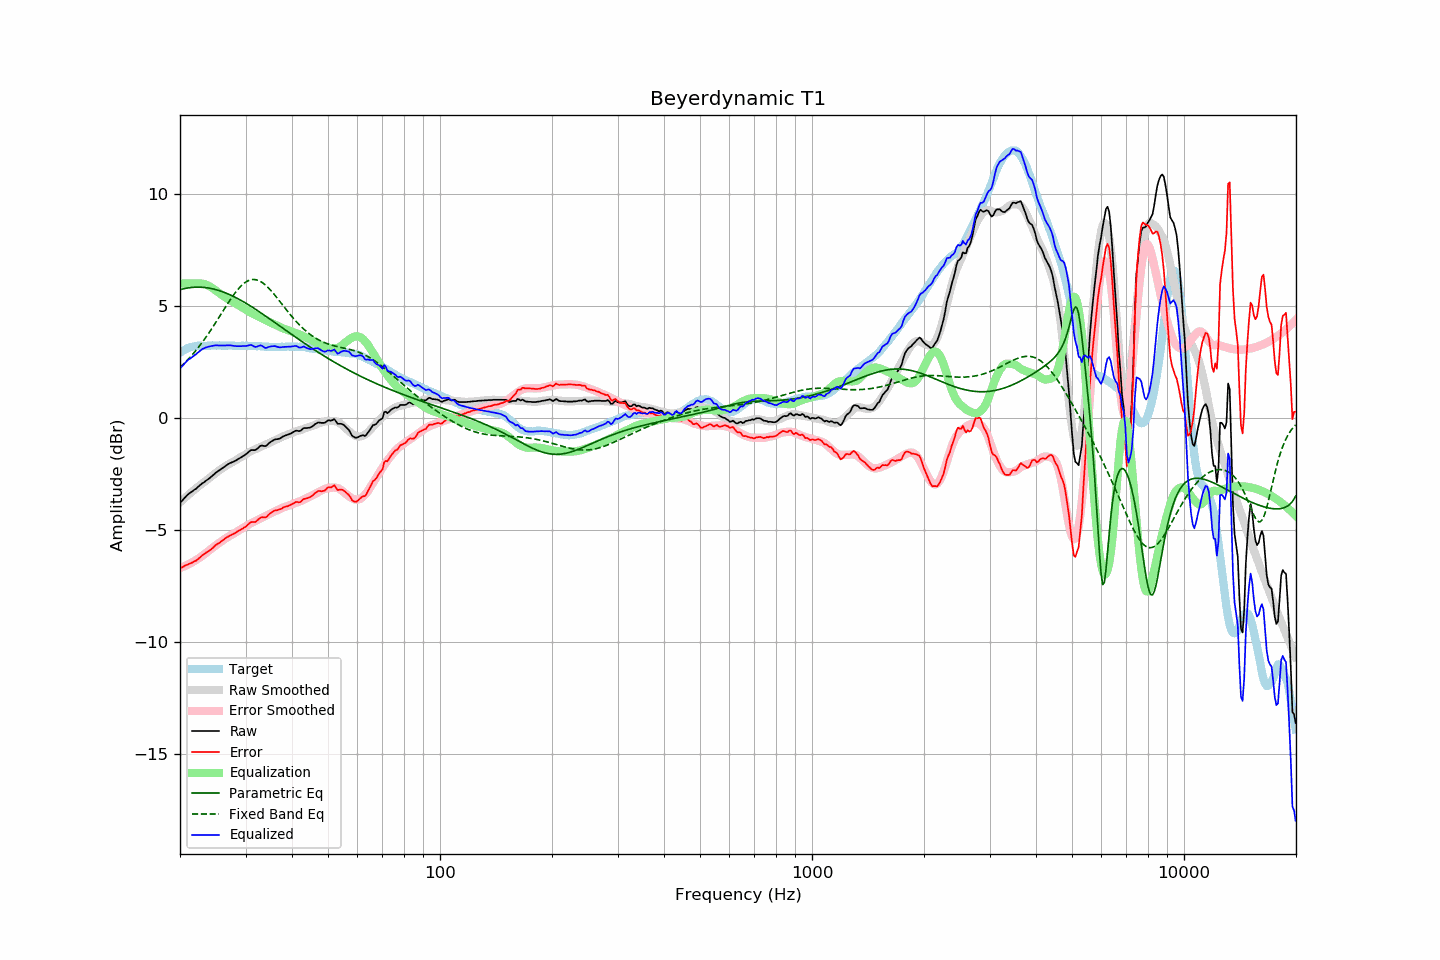 Beyerdynamic T1
Amplitude (dBr)
10
5
0
−5
−10
−15
Target
Raw Smoothed
Error Smoothed
Raw
Error
Equalization
Parametric Eq
Fixed Band Eq
Equalized
100
1000
10000
Frequency (Hz)